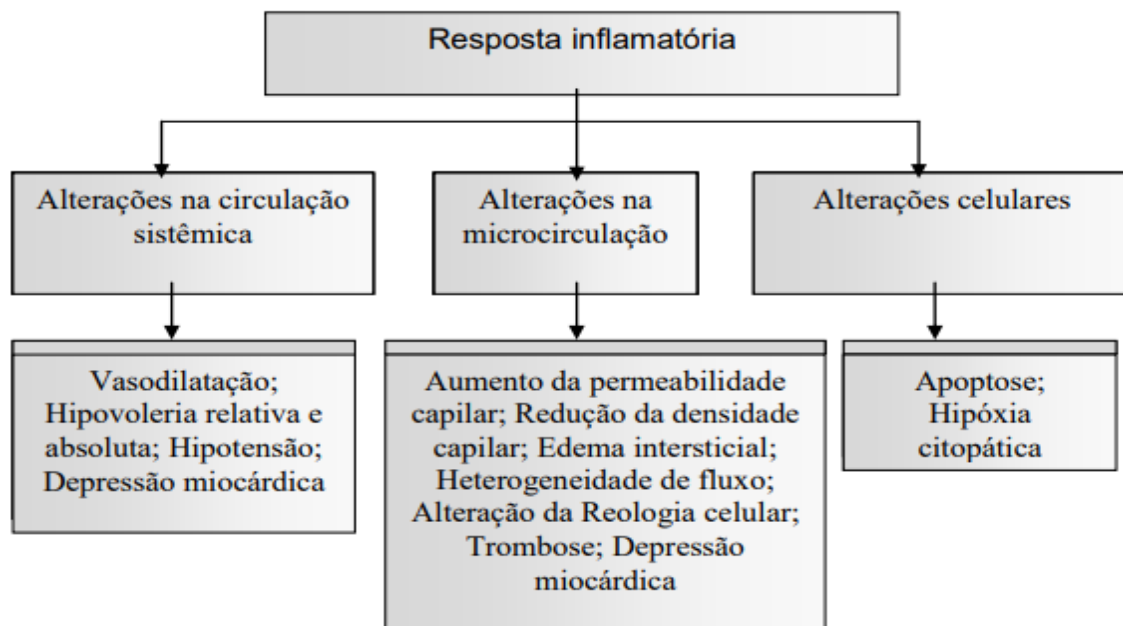 Resposta inflamatória
Alterações na circulação
sistêmica
Alterações na
microcirculação
Alterações celulares
Vasodilatação;
Hipovoleria relativa e
absoluta; Hipotensão;
Depressão miocárdica
Aumento da permeabilidade
capilar; Redução da densidade
capilar; Edema intersticial;
Heterogeneidade de fluxo;
Alteração da Reologia celular;
Trombose; Depressão
miocárdica
Apoptose;
Hipóxia
citopática